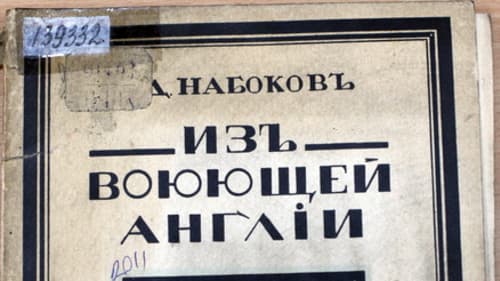 139332
Д. НАБОКОВЪ
ИЗЪ
ВОЮЮЩЕЙ
АНГЛІИ
2011